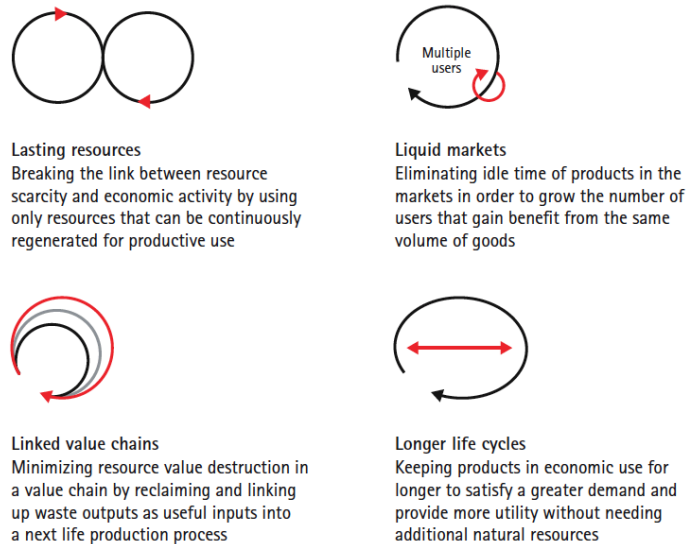 Multiple
users
Lasting resources
Breaking the link between resource
scarcity and economic activity by using
only resources that can be continuously
regenerated for productive use
Liquid markets
Eliminating idle time of products in the
markets in order to grow the number of
users that gain benefit from the same
volume of goods
Linked value chains
Minimizing resource value destruction in
a value chain by reclaiming and linking
up waste outputs as useful inputs into
a next life production process
Longer life cycles
Keeping products in economic use for
longer to satisfy a greater demand and
provide more utility without needing
additional natural resources